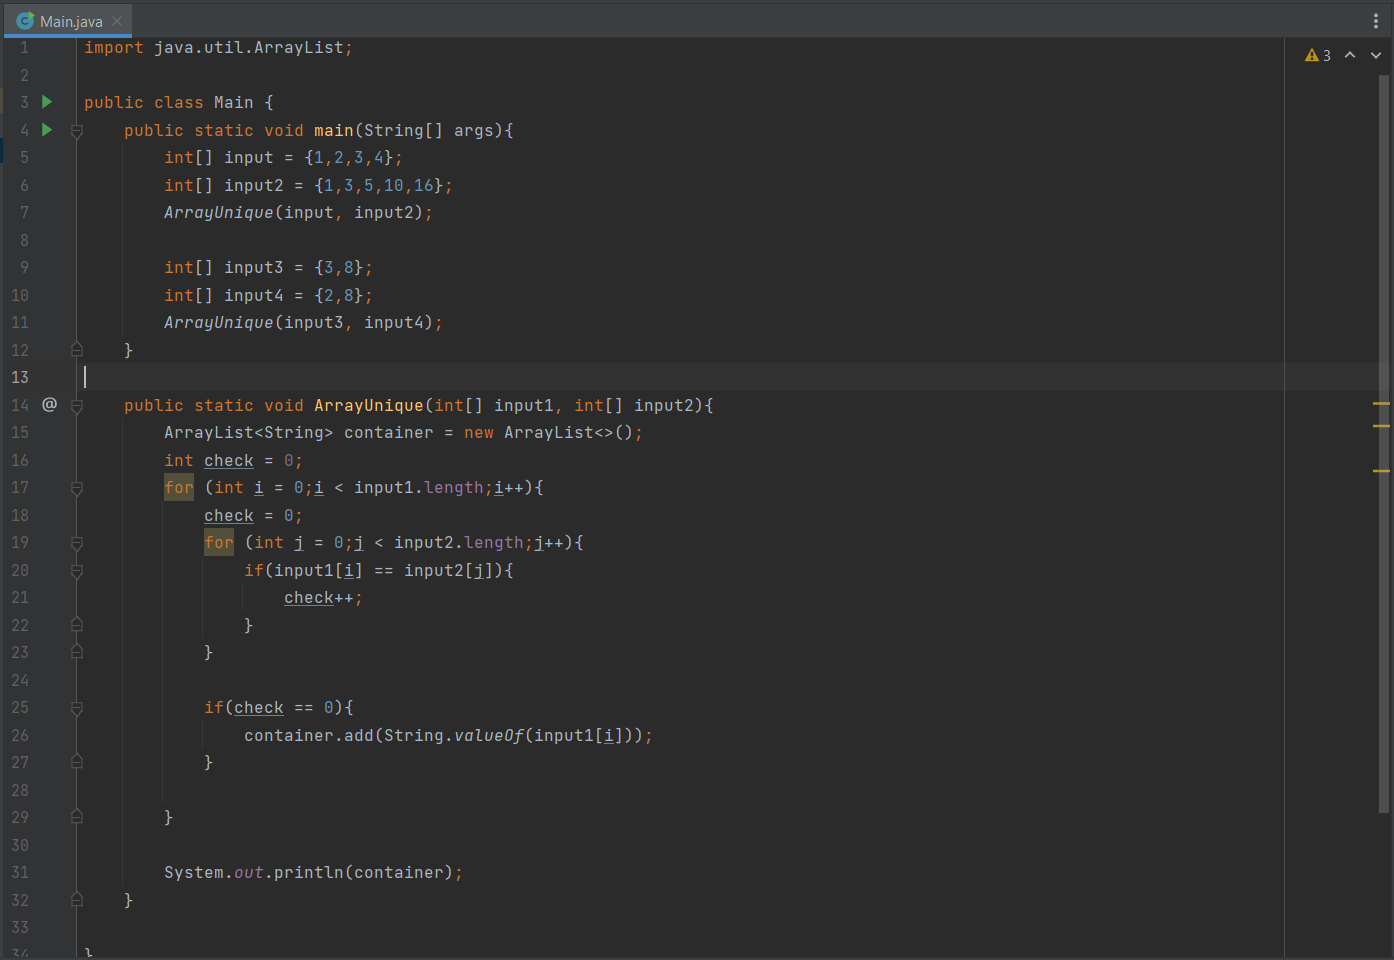 Main.java
3
1 import java.util.ArrayList;
2
3 public class Main {
4 public static void main(String[] args){
5 int[] input = {1,2,3,4};
6 int[] input2 = {1,3,5,10,16};
7 ArrayUnique(input, input2);
8
9 int[] input3 = {3,8};
10 int[] input4 = {2,8};
11 ArrayUnique(input3, input4);
12 }
13
14 @ public static void ArrayUnique(int[] input1, int[] input2){
15 ArrayList<String> container = new ArrayList<>();
16 int check = 0;
17 for (int i = 0;i < input1.length;i++){
18 check = 0;
19 for (int j = 0;j < input2.length;j++){
20 if(input1[i] == input2[j]){
21 check++;
22 }
23 }
24
25 if(check == 0){
26 container.add(String.valueOf(input1[i]));
27 }
28
29 }
30
31 System.out.println(container);
32 }
33
34 }